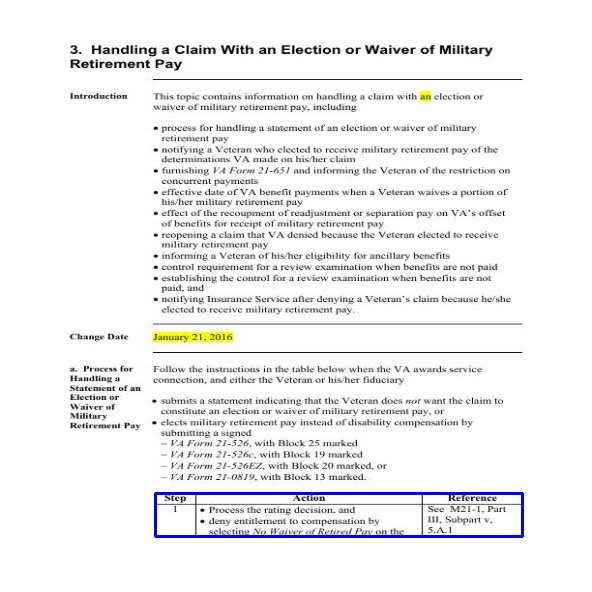 3. Handling a Claim With an Election or Waiver of Military
Retirement Pay
Introduction
This topic contains information on handling a claim with an election or
waiver of military retirement pay, including
• process for handling a statement of an election or waiver of military
retirement pay
• notifying a Veteran who elected to receive military retirement pay of the
determinations VA made on his/her claim
• furnishing VA Form 21-651 and informing the Veteran of the restriction on
concurrent payments
• effective date of VA benefit payments when a Veteran waives a portion of
his/her military retirement pay
• effect of the recoupment of readjustment or separation pay on VA's offset
of benefits for receipt of military retirement pay
• reopening a claim that VA denied because the Veteran elected to receive
military retirement pay
• informing a Veteran of his/her eligibility for ancillary benefits
• control requirement for a review examination when benefits are not paid
• establishing the control for a review examination when benefits are not
paid, and
• notifying Insurance Service after denying a Veteran's claim because he/she
elected to receive military retirement pay.
Change Date
January 21, 2016
a. Process for
Handling a
Statement of an
Election or
Waiver of
Military
Retirement Pay
Follow the instructions in the table below when the VA awards service
connection, and either the Veteran or his/her fiduciary
• submits a statement indicating that the Veteran does not want the claim to
constitute an election or waiver of military retirement pay, or
• elects military retirement pay instead of disability compensation by
submitting a signed
– VA Form 21-526, with Block 25 marked
– VA Form 21-526c, with Block 19 marked
– VA Form 21-526EZ, with Block 20 marked, or
– VA Form 21-0819, with Block 13 marked.
Step Action Reference
1 • Process the rating decision, and
• deny entitlement to compensation by
selecting No Waiver of Retired Pay on the
See M21-1, Part
III, Subpart v,
5.A.1